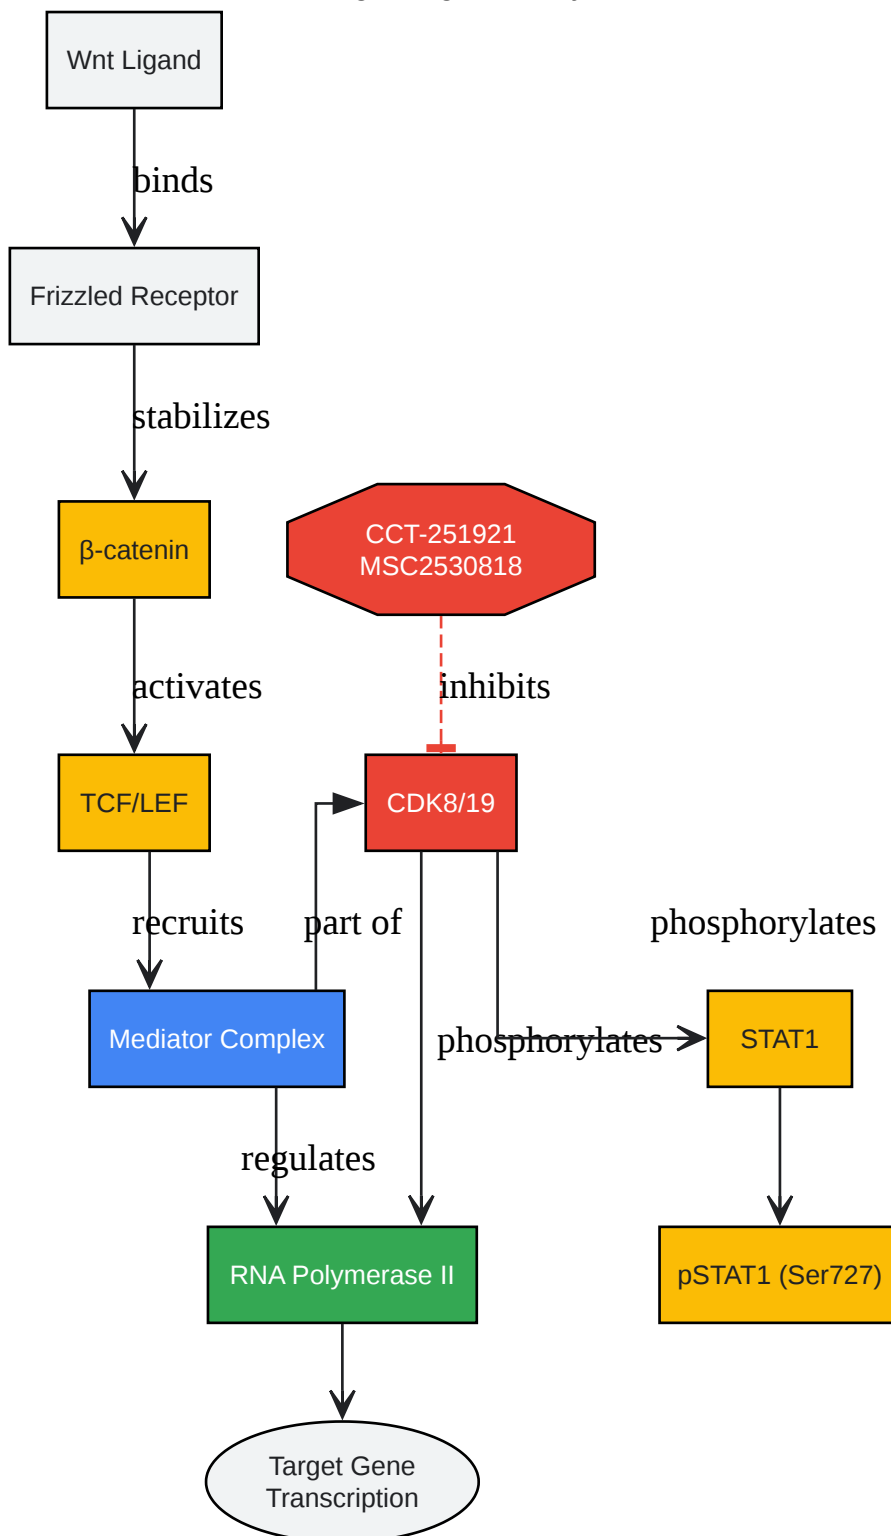 Wnt Ligand
binds
Frizzled Receptor
stabilizes
β-catenin
CCT-251921
MSC2530818
activates
inhibits
TCF/LEF
CDK8/19
recruits
part of
phosphorylates
Mediator Complex
phosphorylates
STAT1
regulates
RNA Polymerase II
pSTAT1 (Ser727)
Target Gene
Transcription